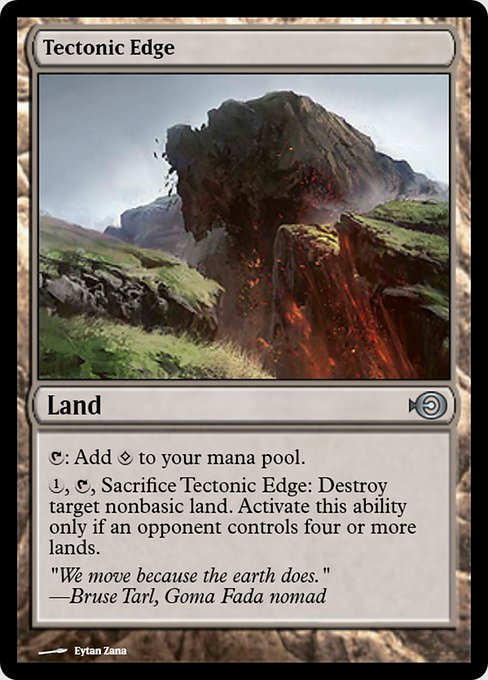 Tectonic Edge
Land
: Add to your mana pool.
1, , Sacrifice Tectonic Edge: Destroy
target nonbasic land. Activate this ability
only if an opponent controls four or more
lands.
"We move because the earth does."
—Bruse Tarl, Goma Fada nomad
Eytan Zana